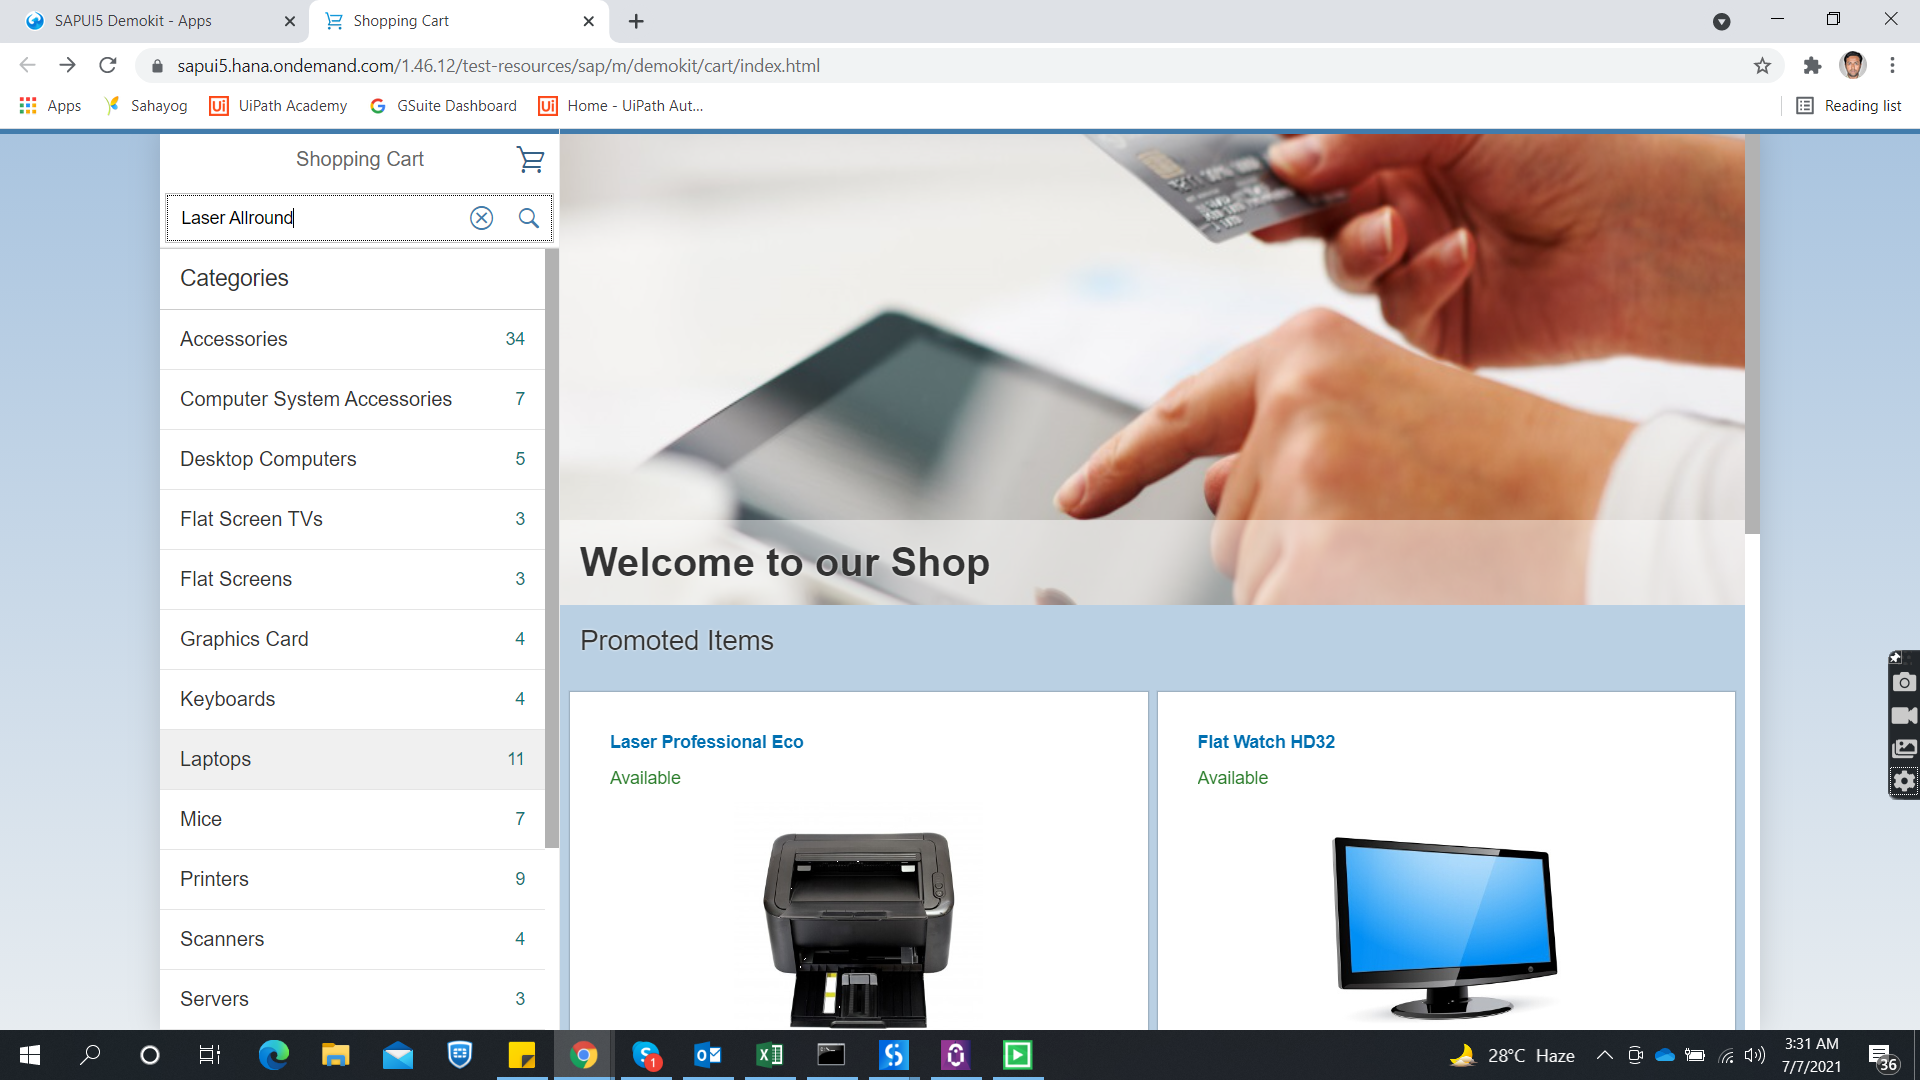 SAPUI5 Demokit - Apps
Shopping Cart
sapui5.hana.ondemand.com/1.46.12/test-resources/sap/m/demokit/cart/index.html
Apps
Sahayog
UiPath Academy
GSuite Dashboard
Home - UiPath Aut...
Reading list
Shopping Cart
Laser Allround
Categories
Accessories 34
Computer System Accessories 7
Desktop Computers 5
Flat Screen TVs 3
Flat Screens 3
Graphics Card 4
Keyboards 4
Laptops 11
Mice 7
Printers 9
Scanners 4
Servers 3
Welcome to our Shop
Promoted Items
Laser Professional Eco
Available
Flat Watch HD32
Available
28°C Haze
3:31 AM
7/7/2021
36